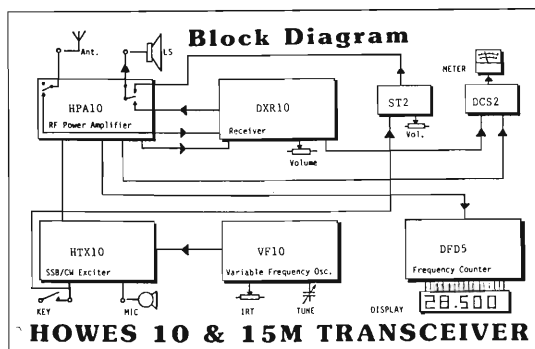 Block Diagram
Ant.
LS
METER
HPA10
RF Power Amplifier
DXR10
Receiver
Volume
ST2
Vol.
DCS2
HTX10
SSB/CW Exciter
KEY
MIC
VF10
Variable Frequency Osc.
IRT
TUNE
DFD5
Frequency Counter
DISPLAY
28.500
HOWES 10 & 15M TRANSCEIVER